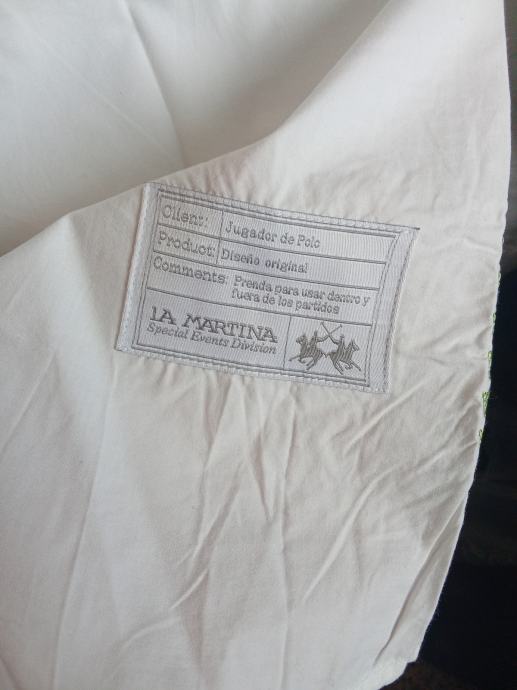 Client: Jugador de Polo
Product: Diseño original
Comments: Prenda para usar dentro y
fuera de los partidos
LA MARTINA
Special Events Division